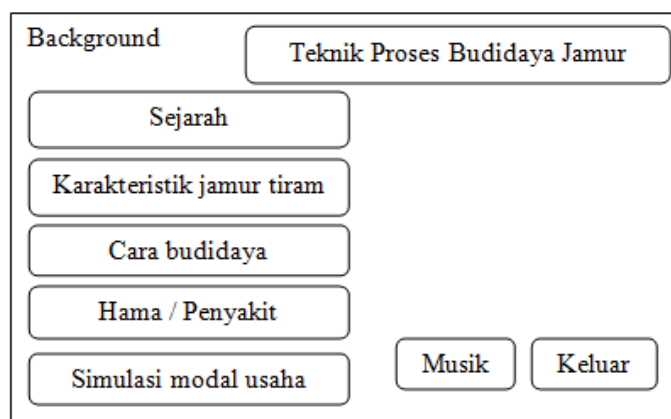 Background
Teknik Proses Budidaya Jamur
Sejarah
Karakteristik jamur tiram
Cara budidaya
Hama / Penyakit
Simulasi modal usaha
Musik
Keluar